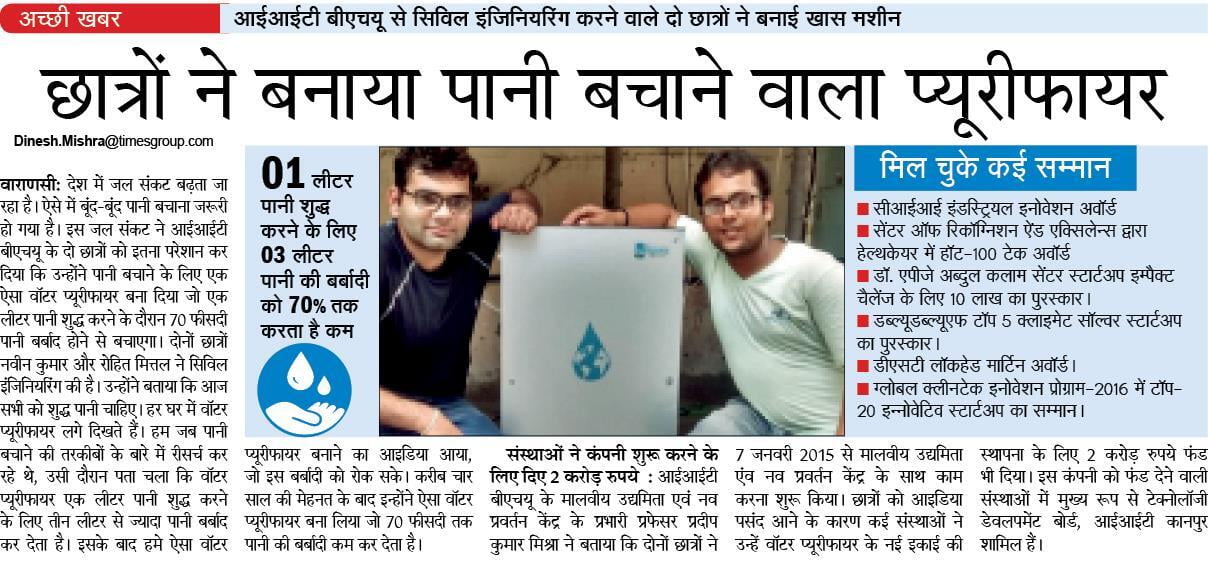 अच्छी खबर
आईआईटी बीएचयू से सिविल इंजिनियरिंग करने वाले दो छात्रों ने बनाई खास मशीन
छात्रों ने बनाया पानी बचाने वाला प्यूरीफायर
Dinesh.Mishra@timesgroup.com
वाराणसी: देश में जल संकट बढ़ता जा
रहा है। ऐसे में बूंद-बूंद पानी बचाना जरूरी
हो गया है। इस जल संकट ने आईआईटी
बीएचयू के दो छात्रों को इतना परेशान कर
दिया कि उन्होंने पानी बचाने के लिए एक
ऐसा वॉटर प्यूरीफायर बना दिया जो एक
लीटर पानी शुद्ध करने के दौरान 70 फीसदी
पानी बर्बाद होने से बचाएगा। दोनों छात्रों
नवीन कुमार और रोहित मित्तल ने सिविल
इंजिनियरिंग की है। उन्होंने बताया कि आज
सभी को शुद्ध पानी चाहिए। हर घर में वॉटर
प्यूरीफायर लगे दिखते हैं। हम जब पानी
बचाने की तरकीबों के बारे में रीसर्च कर
रहे थे, उसी दौरान पता चला कि वॉटर
प्यूरीफायर एक लीटर पानी शुद्ध करने
के लिए तीन लीटर से ज्यादा पानी बर्बाद
कर देता है। इसके बाद हमे ऐसा वॉटर
01 लीटर
पानी शुद्ध
करने के लिए
03 लीटर
पानी की बर्बादी
को 70% तक
करता है कम
मिल चुके कई सम्मान
सीआईआई इंडस्ट्रियल इनोवेशन अवॉर्ड
सेंटर ऑफ रिकॉग्निशन ऐंड एक्सिलेन्स द्वारा
हेल्थकेयर में हॉट-100 टेक अवॉर्ड
डॉ. एपीजे अब्दुल कलाम सेंटर स्टार्टअप इम्पैक्ट
चैलेंज के लिए 10 लाख का पुरस्कार।
डब्ल्यूडब्ल्यूएफ टॉप 5 क्लाइमेट सॉल्वर स्टार्टअप
का पुरस्कार।
डीएसटी लॉकहेड मार्टिन अवॉर्ड।
ग्लोबल क्लीनटेक इनोवेशन प्रोग्राम-2016 में टॉप-
20 इन्नोवेटिव स्टार्टअप का सम्मान।
प्यूरीफायर बनाने का आइडिया आया,
जो इस बर्बादी को रोक सके। करीब चार
साल की मेहनत के बाद इन्होंने ऐसा वॉटर
प्यूरीफायर बना लिया जो 70 फीसदी तक
पानी की बर्बादी कम कर देता है।
संस्थाओं ने कंपनी शुरू करने के
लिए दिए 2 करोड़ रुपये : आईआईटी
बीएचयू के मालवीय उद्यमिता एवं नव
प्रवर्तन केंद्र के प्रभारी प्रफेसर प्रदीप
कुमार मिश्रा ने बताया कि दोनों छात्रों ने
7 जनवरी 2015 से मालवीय उद्यमिता
एंव नव प्रवर्तन केंद्र के साथ काम
करना शुरू किया। छात्रों को आइडिया
पसंद आने के कारण कई संस्थाओं ने
उन्हें वॉटर प्यूरीफायर के नई इकाई की
स्थापना के लिए 2 करोड़ रुपये फंड
भी दिया। इस कंपनी को फंड देने वाली
संस्थाओं में मुख्य रूप से टेक्नोलॉजी
डेवलपमेंट बोर्ड, आईआईटी कानपुर
शामिल हैं।